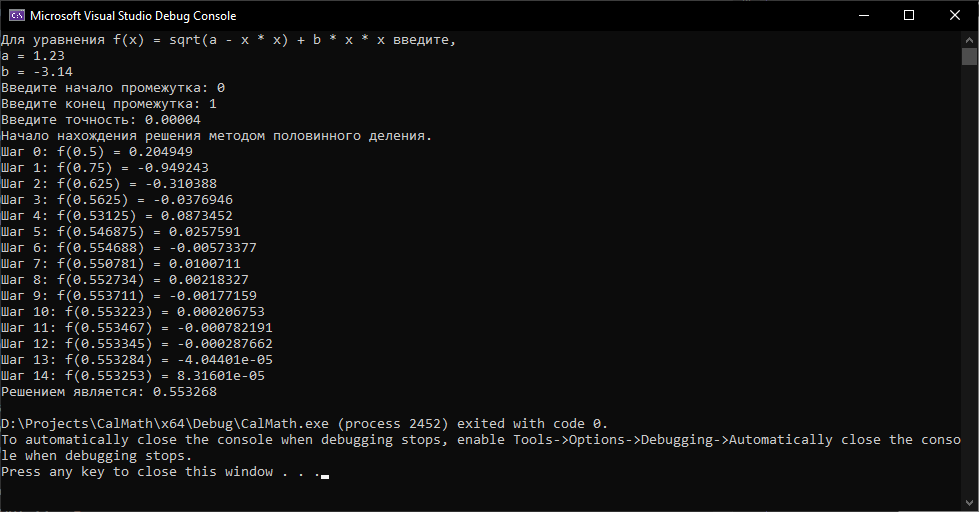 Microsoft Visual Studio Debug Console
Для уравнения f(x) = sqrt(a - x * x) + b * x * x введите,
a = 1.23
b = -3.14
Введите начало промежутка: 0
Введите конец промежутка: 1
Введите точность: 0.00004
Начало нахождения решения методом половинного деления.
Шаг 0: f(0.5) = 0.204949
Шаг 1: f(0.75) = -0.949243
Шаг 2: f(0.625) = -0.310388
Шаг 3: f(0.5625) = -0.0376946
Шаг 4: f(0.53125) = 0.0873452
Шаг 5: f(0.546875) = 0.0257591
Шаг 6: f(0.554688) = -0.00573377
Шаг 7: f(0.550781) = 0.0100711
Шаг 8: f(0.552734) = 0.00218327
Шаг 9: f(0.553711) = -0.00177159
Шаг 10: f(0.553223) = 0.000206753
Шаг 11: f(0.553467) = -0.000782191
Шаг 12: f(0.553345) = -0.000287662
Шаг 13: f(0.553284) = -4.04401e-05
Шаг 14: f(0.553253) = 8.31601e-05
Решением является: 0.553268
D:\Projects\CalMath\x64\Debug\CalMath.exe (process 2452) exited with code 0.
To automatically close the console when debugging stops, enable Tools->Options->Debugging->Automatically close the conso
le when debugging stops.
Press any key to close this window . . .